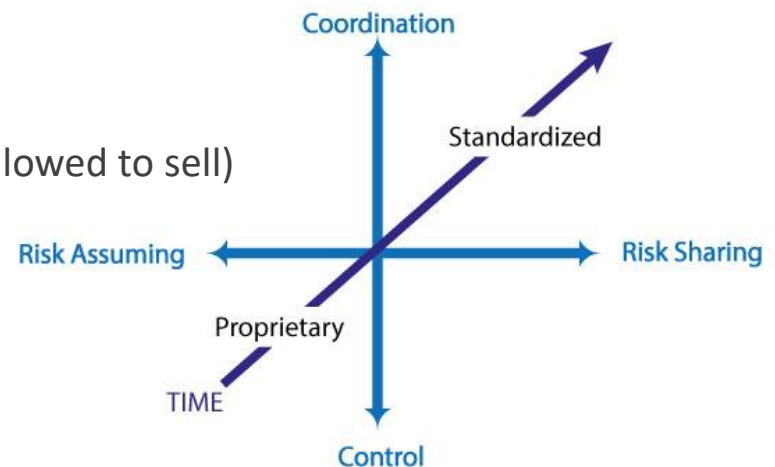 Coordination
Standardized
lowed to sell)
Risk Assuming
Risk Sharing
Proprietary
TIME
Control